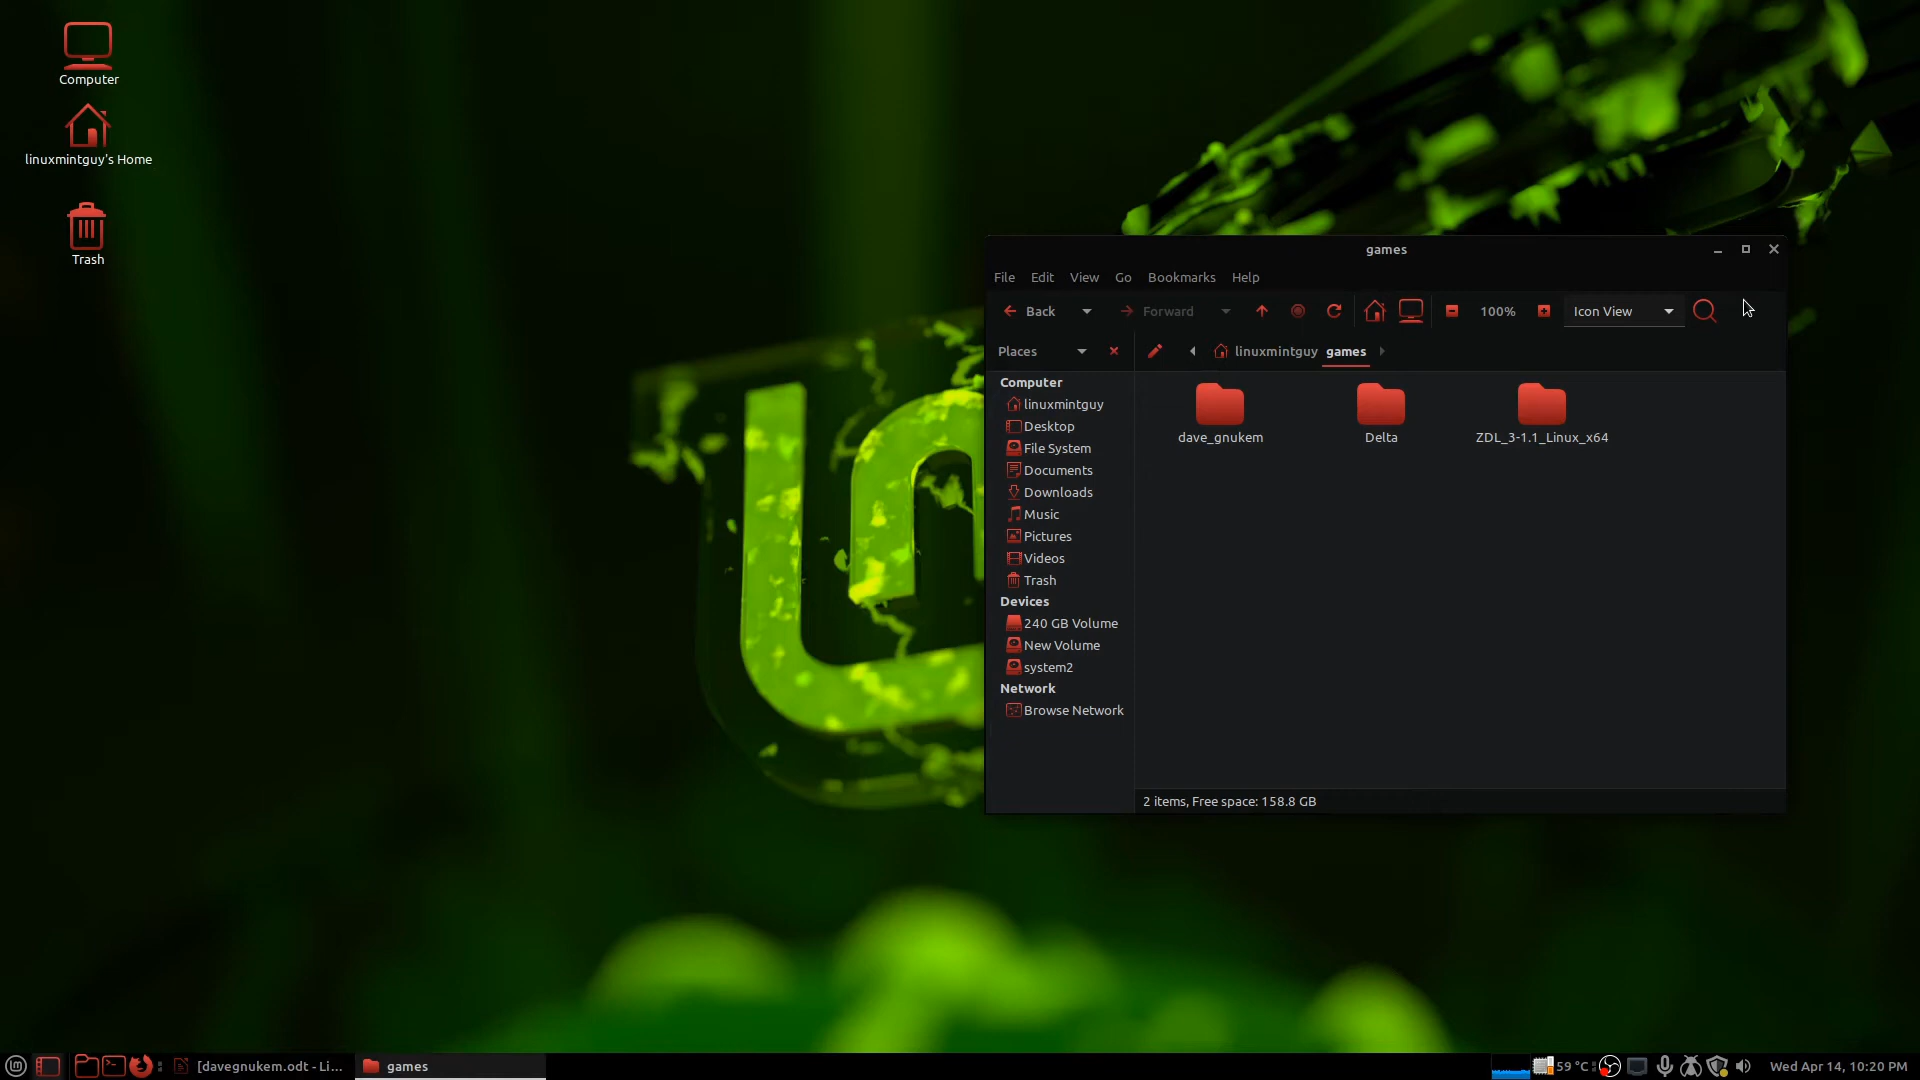 Computer
linuxmintguy's Home
Trash
games
File Edit View Go Bookmarks Help
Back Forward 100% Icon View
Places linuxmintguy games
Computer
linuxmintguy
Desktop
File System
Documents
Downloads
Music
Pictures
Videos
Trash
Devices
240 GB Volume
New Volume
system2
Network
Browse Network
dave_gnukem Delta ZDL_3-1.1_Linux_x64
2 items, Free space: 158.8 GB
[davegnukem.odt - Li... games 59 °C Wed Apr 14, 10:20 PM